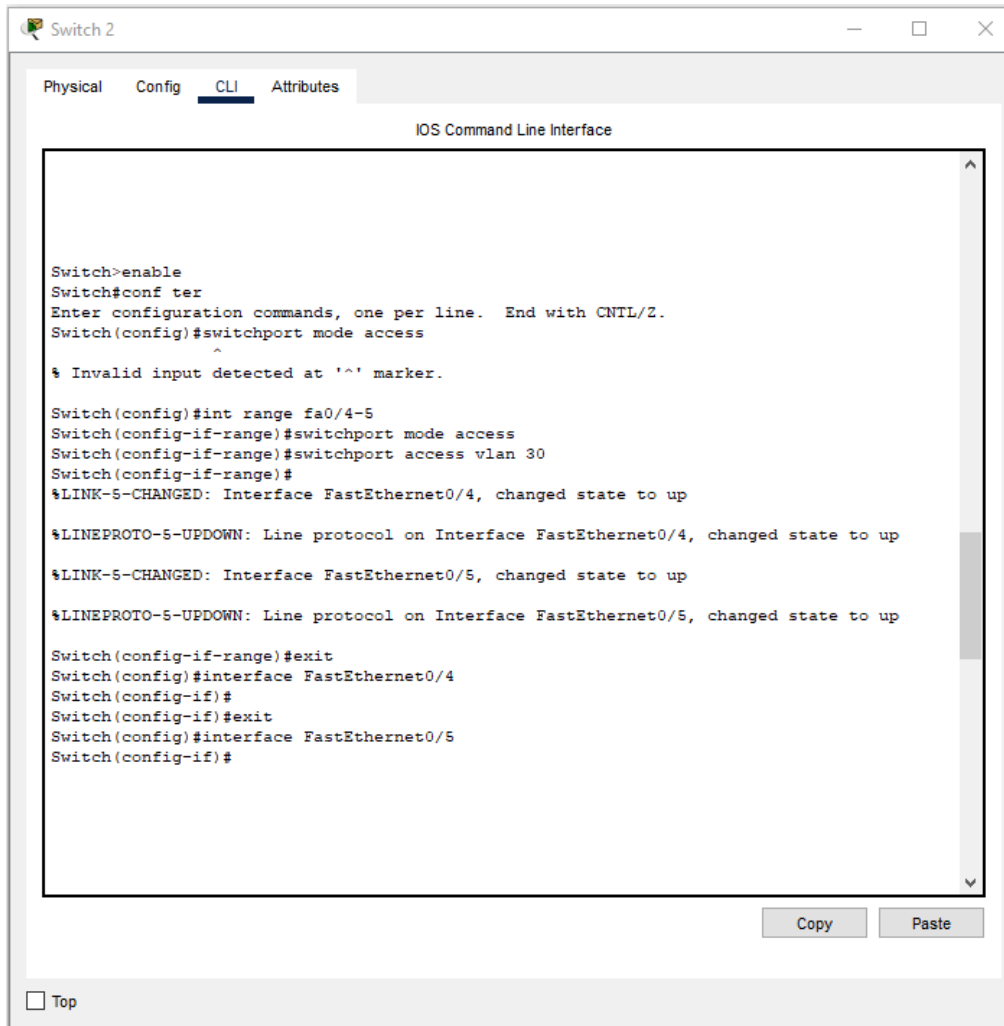 Switch 2
Physical Config CLI Attributes
IOS Command Line Interface
Switch>enable
Switch#conf ter
Enter configuration commands, one per line.  End with CNTL/Z.
Switch(config)#switchport mode access
                ^
% Invalid input detected at '^' marker.
Switch(config)#int range fa0/4-5
Switch(config-if-range)#switchport mode access
Switch(config-if-range)#switchport access vlan 30
Switch(config-if-range)#
%LINK-5-CHANGED: Interface FastEthernet0/4, changed state to up
%LINEPROTO-5-UPDOWN: Line protocol on Interface FastEthernet0/4, changed state to up
%LINK-5-CHANGED: Interface FastEthernet0/5, changed state to up
%LINEPROTO-5-UPDOWN: Line protocol on Interface FastEthernet0/5, changed state to up
Switch(config-if-range)#exit
Switch(config)#interface FastEthernet0/4
Switch(config-if)#
Switch(config-if)#exit
Switch(config)#interface FastEthernet0/5
Switch(config-if)#
Copy Paste
Top